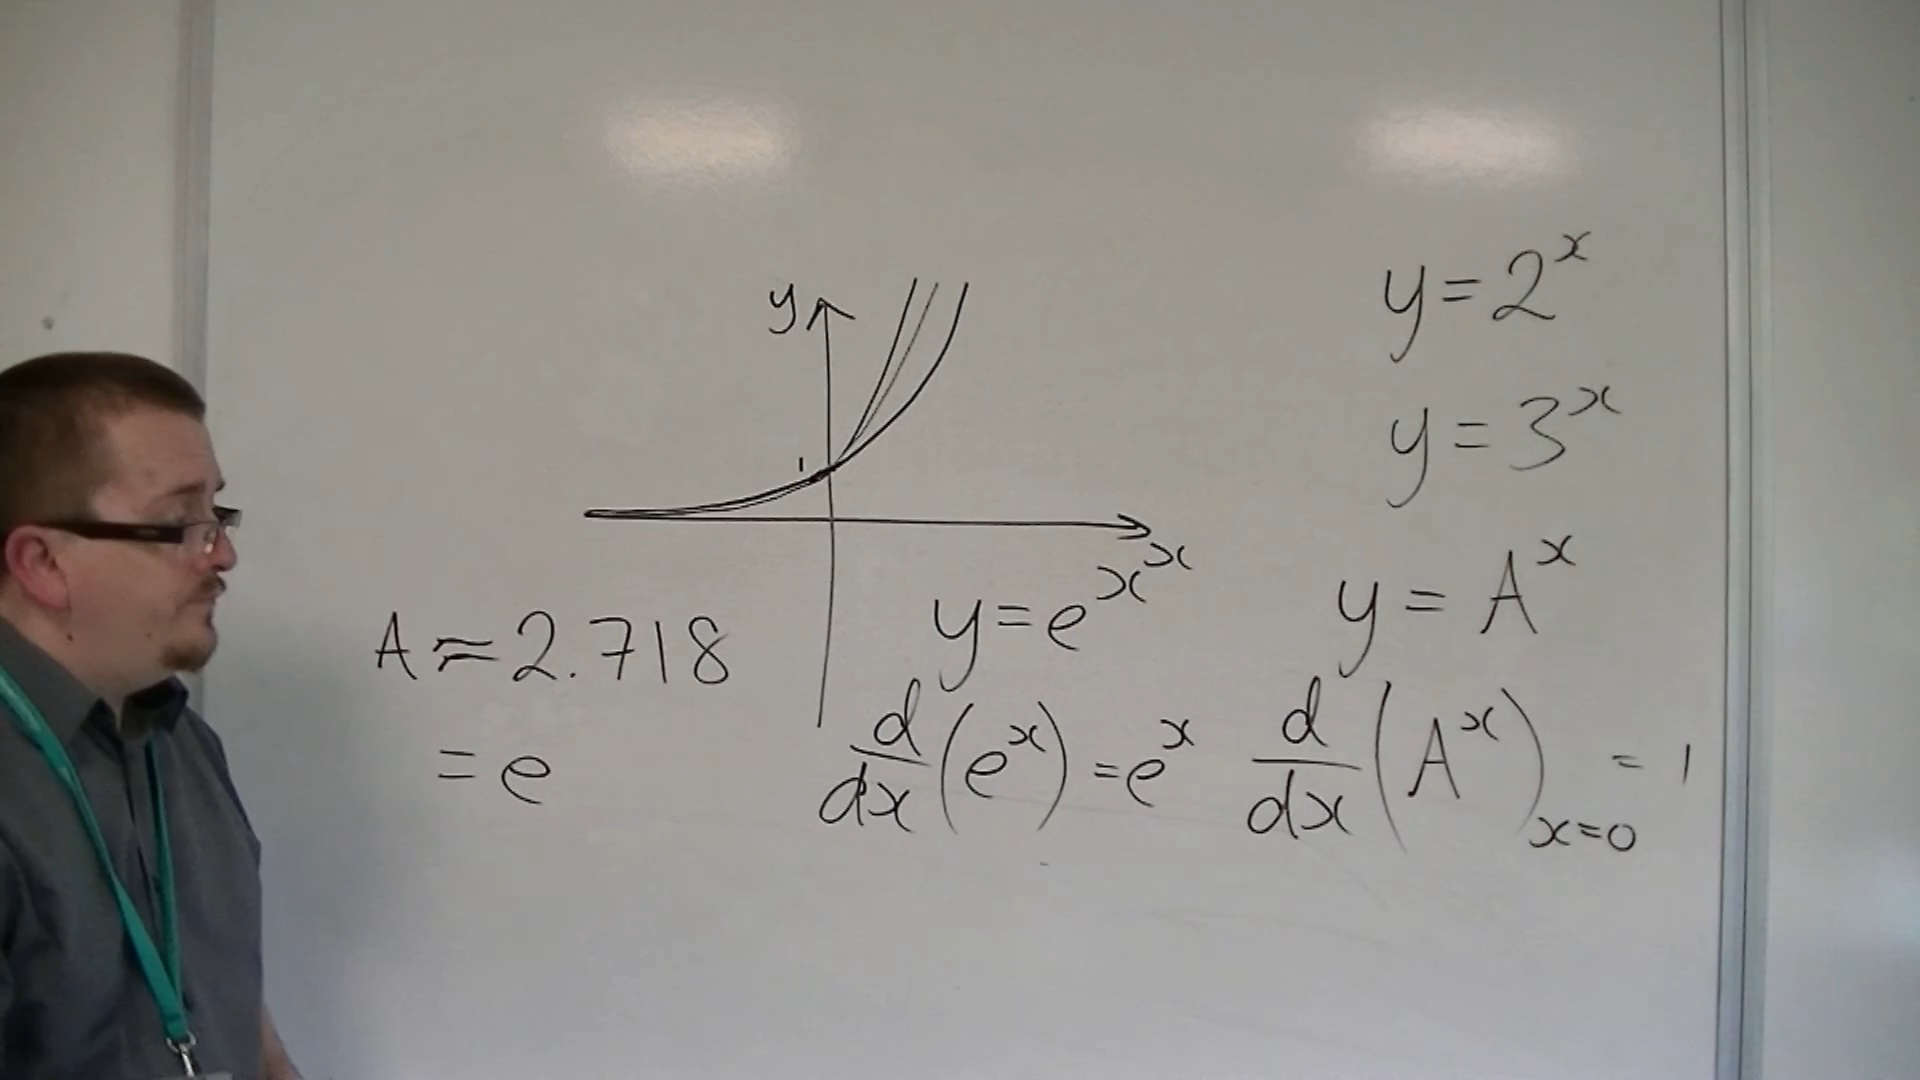 y
1
x
y = 2^x
y = 3^x
y = A^x
A ≈ 2.718
= e
y = e^x
d/dx (e^x) = e^x
d/dx (A^x)_{x=0} = 1